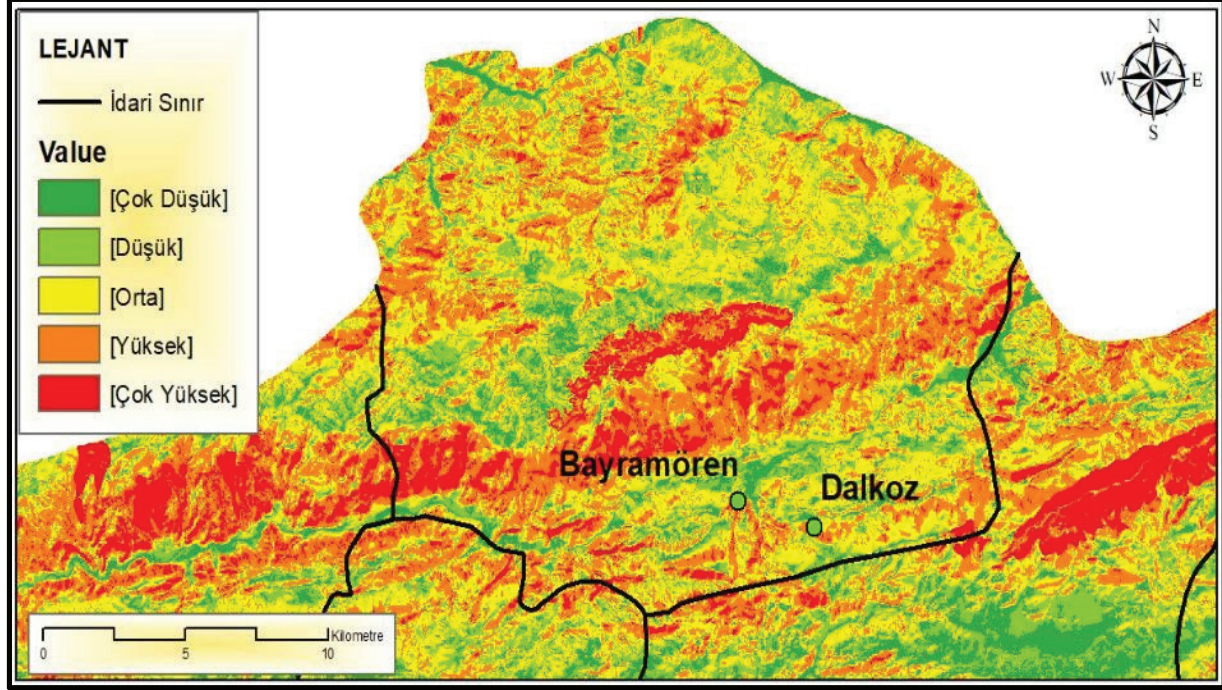 LEJANT
İdari Sınır
Value
[Çok Düşük]
[Düşük]
[Orta]
[Yüksek]
[Çok Yüksek]
N
W
E
S
Bayramören
Dalkoz
Kilometre
0
5
10